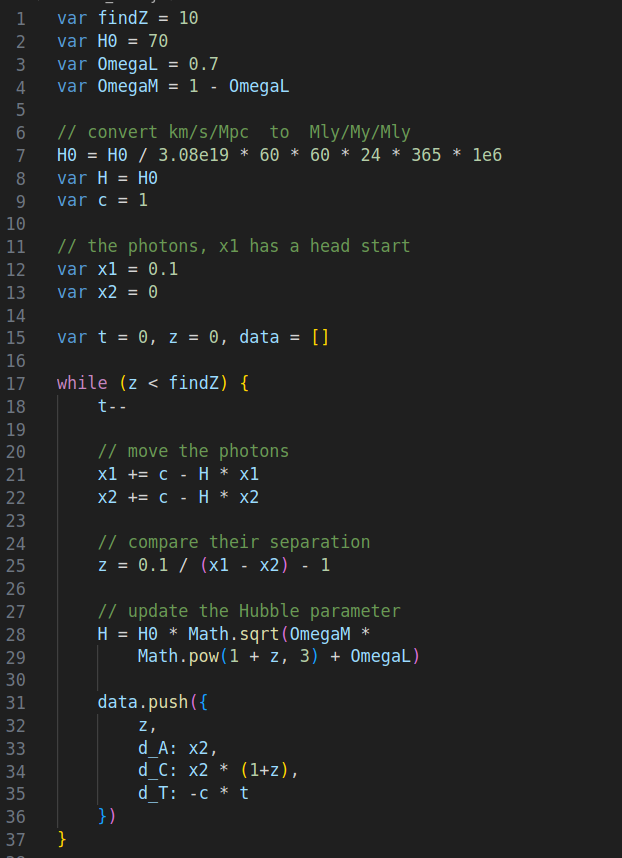 1 var findZ = 10
2 var H0 = 70
3 var OmegaL = 0.7
4 var OmegaM = 1 - OmegaL
5
6 // convert km/s/Mpc  to  Mly/My/Mly
7 H0 = H0 / 3.08e19 * 60 * 60 * 24 * 365 * 1e6
8 var H = H0
9 var c = 1
10
11 // the photons, x1 has a head start
12 var x1 = 0.1
13 var x2 = 0
14
15 var t = 0, z = 0, data = []
16
17 while (z < findZ) {
18     t--
19
20     // move the photons
21     x1 += c - H * x1
22     x2 += c - H * x2
23
24     // compare their separation
25     z = 0.1 / (x1 - x2) - 1
26
27     // update the Hubble parameter
28     H = H0 * Math.sqrt(OmegaM *
29         Math.pow(1 + z, 3) + OmegaL)
30
31     data.push({
32         z,
33         d_A: x2,
34         d_C: x2 * (1+z),
35         d_T: -c * t
36     })
37 }